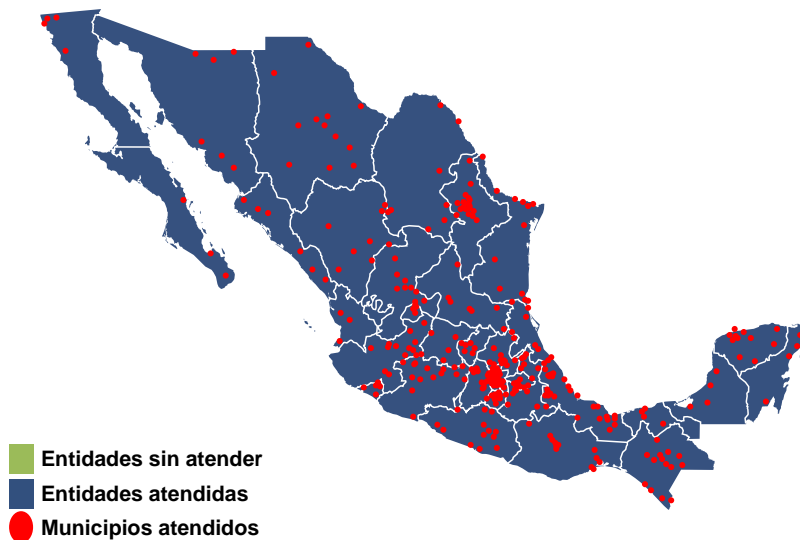 Entidades sin atender
Entidades atendidas
Municipios atendidos